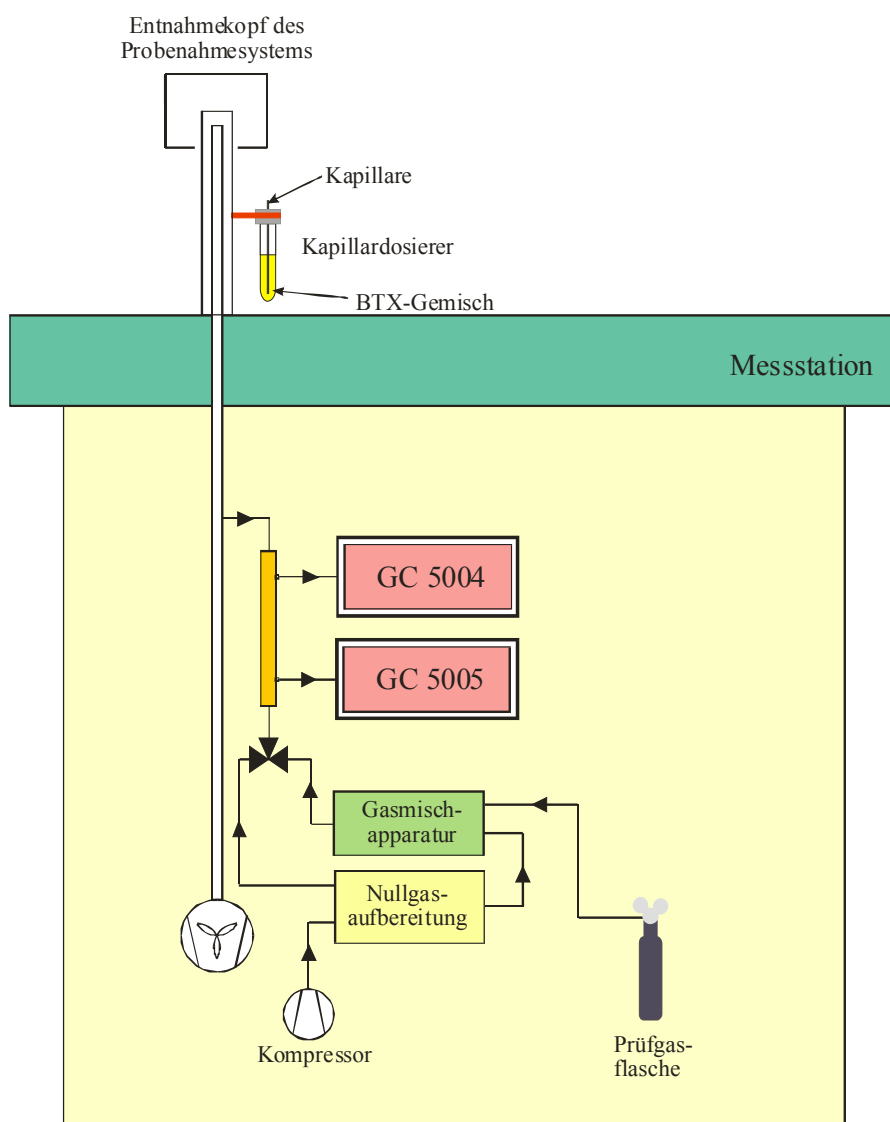 Entnahmekopf des
Probenahmesystems
Kapillare
Kapillardosierer
BTX-Gemisch
Messstation
GC 5004
GC 5005
Gasmisch-
apparatur
Nullgas-
aufbereitung
Kompressor
Prüfgas-
flasche